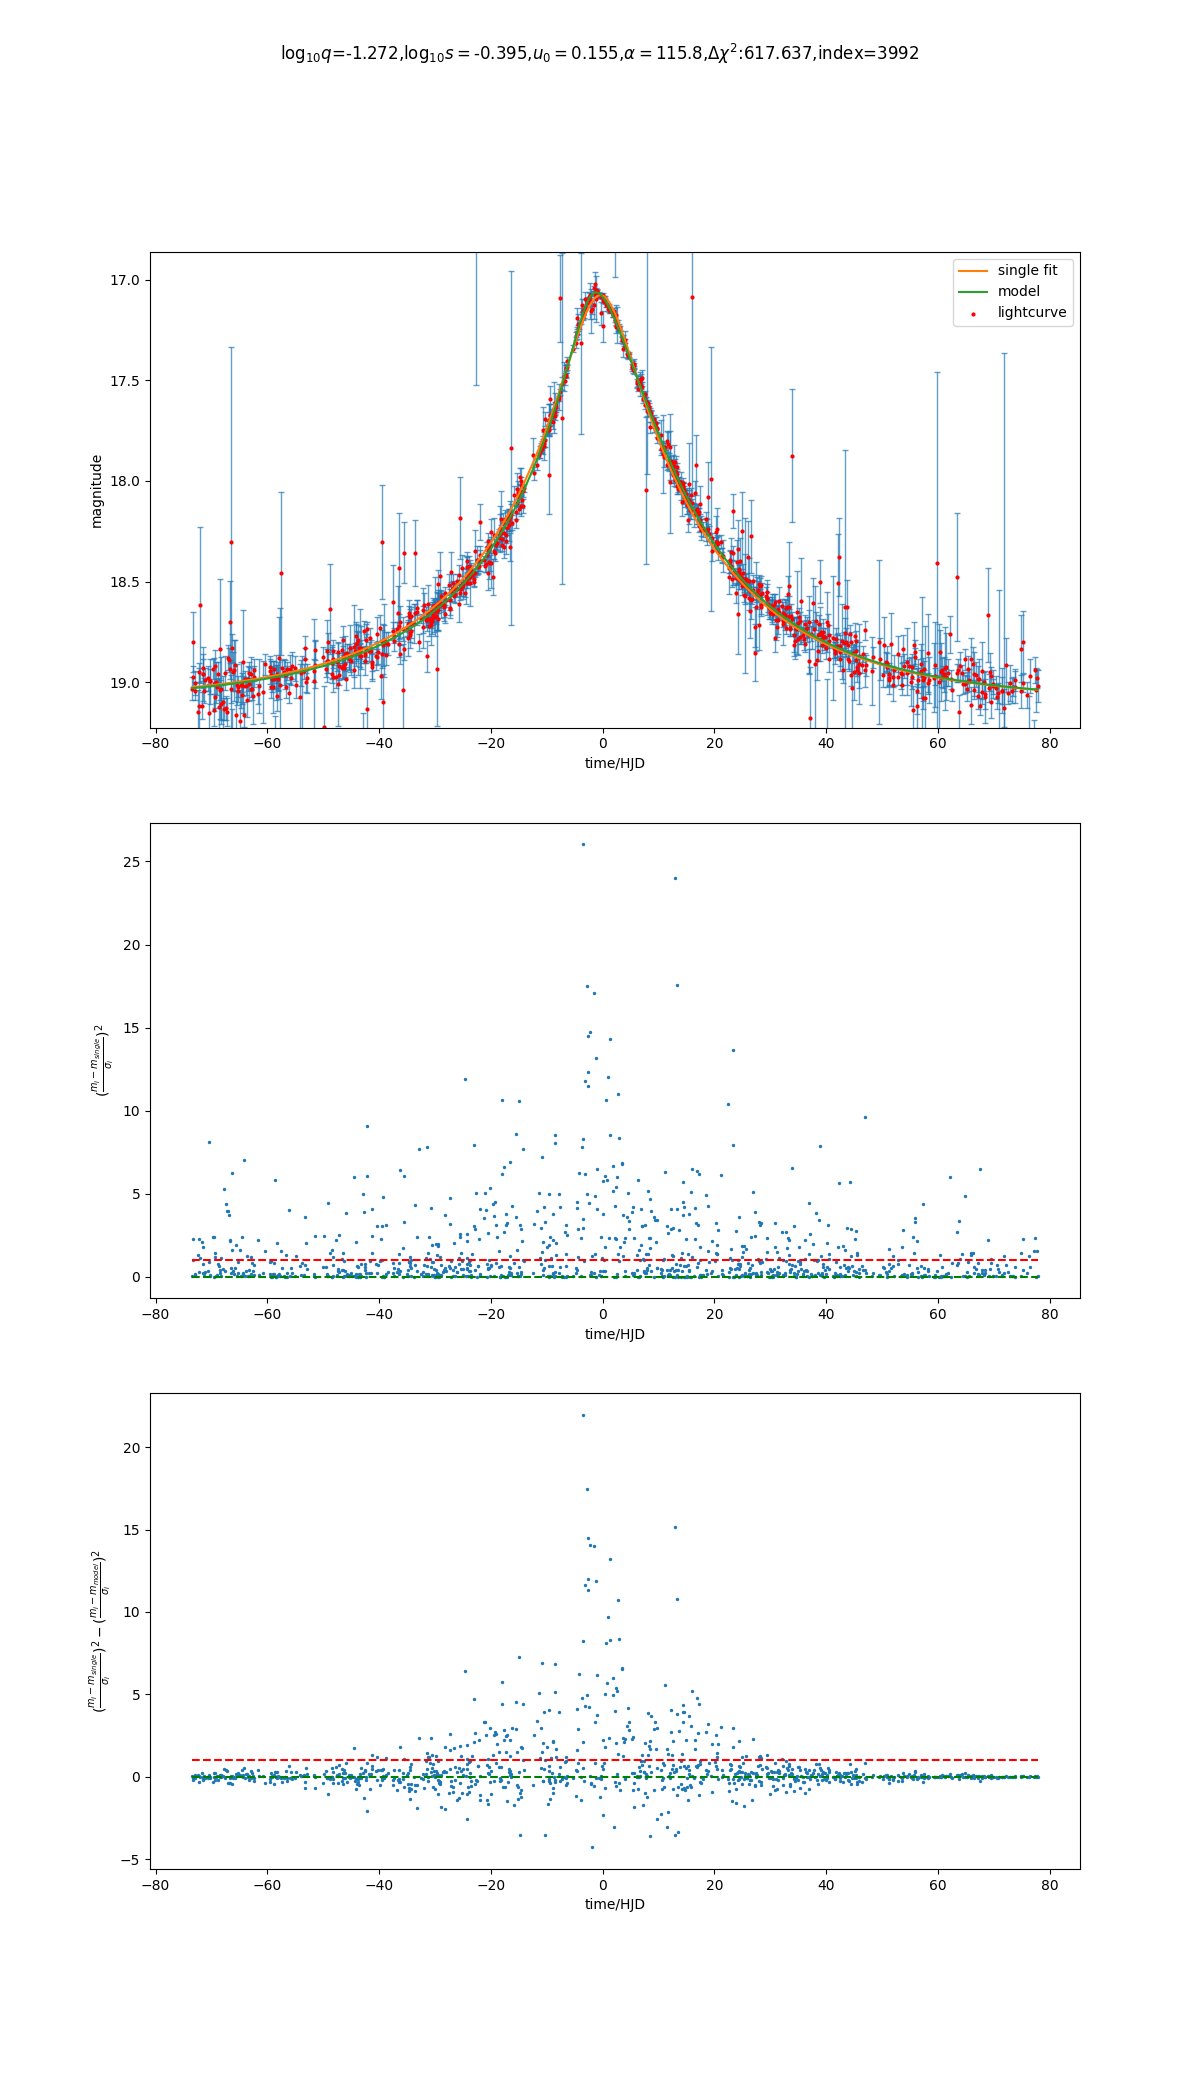 log₁₀q=-1.272,log₁₀s = -0.395,u₀ = 0.155,α = 115.8,Δχ²:617.637,index=3992
17.0
17.5
18.0
18.5
19.0
magnitude
single fit
model
lightcurve
−80 −60 −40 −20 0 20 40 60 80
time/HJD
25
20
15
10
5
0
((mᵢ − m_single)/σᵢ)²
−80 −60 −40 −20 0 20 40 60 80
time/HJD
20
15
10
5
0
−5
((mᵢ − m_single)/σᵢ)² − ((mᵢ − m_model)/σᵢ)²
−80 −60 −40 −20 0 20 40 60 80
time/HJD